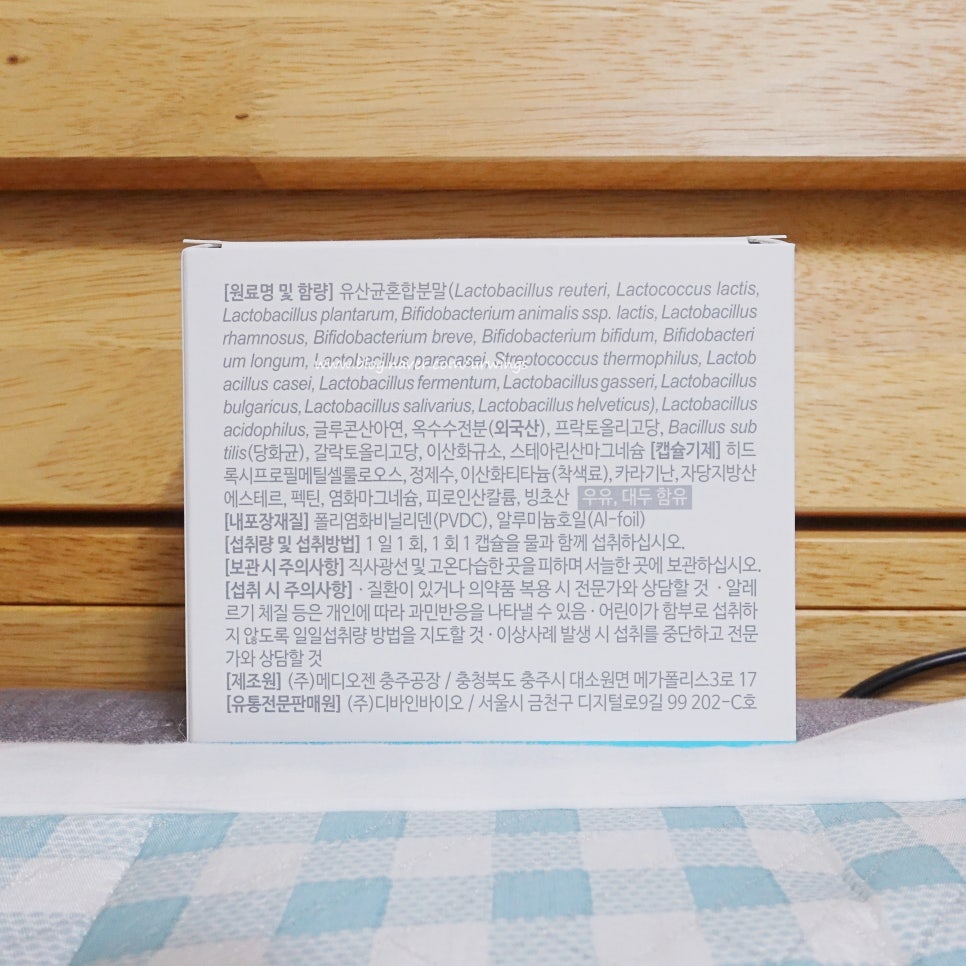 [원료명 및 함량] 유산균혼합분말(Lactobacillus reuteri, Lactococcus lactis,
Lactobacillus plantarum, Bifidobacterium animalis ssp. lactis, Lactobacillus
rhamnosus, Bifidobacterium breve, Bifidobacterium bifidum, Bifidobacteri
um longum, Lactobacillus paracasei, Streptococcus thermophilus, Lactob
acillus casei, Lactobacillus fermentum, Lactobacillus gasseri, Lactobacillus
bulgaricus, Lactobacillus salivarius, Lactobacillus helveticus), Lactobacillus
acidophilus, 글루콘산아연, 옥수수전분(외국산), 프락토올리고당, Bacillus sub
tilis(당화균), 갈락토올리고당, 이산화규소, 스테아린산마그네슘 [캡슐기제] 히드
록시프로필메틸셀룰로오스, 정제수, 이산화티타늄(착색료), 카라기난, 자당지방산
에스테르, 펙틴, 염화마그네슘, 피로인산칼륨, 빙초산 우유, 대두 함유
[내포장재질] 폴리염화비닐리덴(PVDC), 알루미늄호일(Al-foil)
[섭취량 및 섭취방법] 1일 1회, 1회 1캡슐을 물과 함께 섭취하십시오.
[보관 시 주의사항] 직사광선 및 고온다습한 곳을 피하며 서늘한 곳에 보관하십시오.
[섭취 시 주의사항] · 질환이 있거나 의약품 복용 시 전문가와 상담할 것 · 알레
르기 체질 등은 개인에 따라 과민반응을 나타낼 수 있음 · 어린이가 함부로 섭취하
지 않도록 일일섭취량 방법을 지도할 것 · 이상사례 발생 시 섭취를 중단하고 전문
가와 상담할 것
[제조원] (주)메디오젠 충주공장 / 충청북도 충주시 대소원면 메가폴리스3로 17
[유통전문판매원] (주)디바인바이오 / 서울시 금천구 디지털로9길 99 202-C호